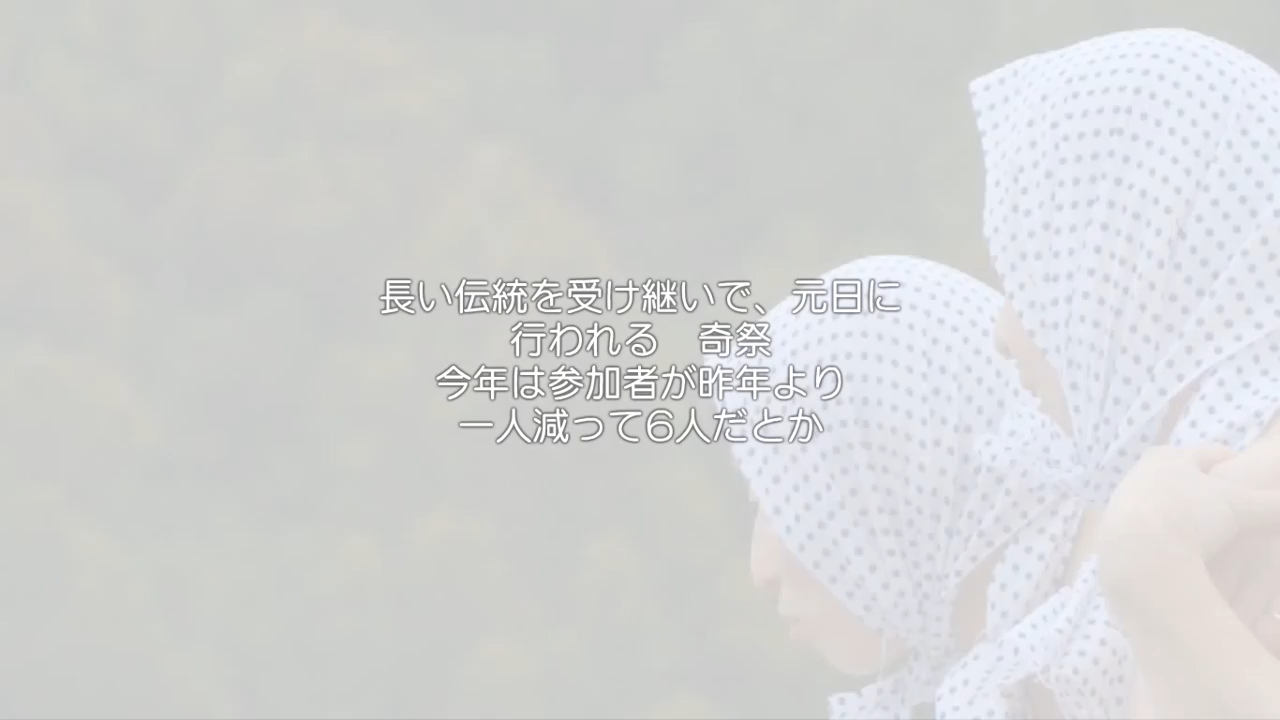 長い伝統を受け継いで、元日に
行われる　奇祭
今年は参加者が昨年より
一人減って6人だとか